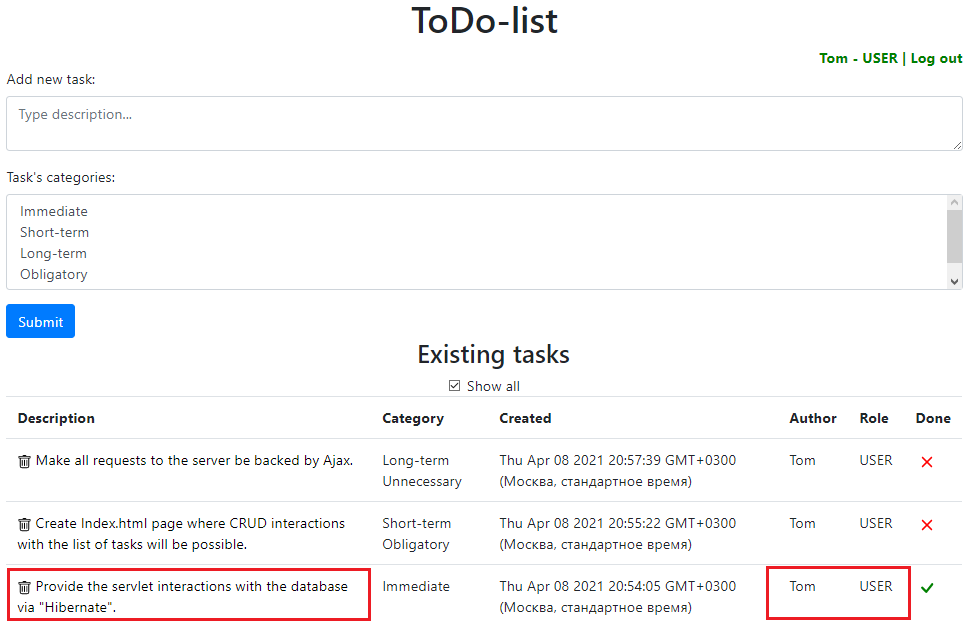 ToDo-list
Tom - USER | Log out
Add new task:
Type description...
Task's categories:
Immediate
Short-term
Long-term
Obligatory
Submit
Existing tasks
Show all
Description Category Created Author Role Done
Make all requests to the server be backed by Ajax. Long-term Thu Apr 08 2021 20:57:39 GMT+0300 Tom USER
Unnecessary (Москва, стандартное время)
Create Index.html page where CRUD interactions Short-term Thu Apr 08 2021 20:55:22 GMT+0300 Tom USER
with the list of tasks will be possible. Obligatory (Москва, стандартное время)
Provide the servlet interactions with the database Immediate Thu Apr 08 2021 20:54:05 GMT+0300 Tom USER
via "Hibernate". (Москва, стандартное время)